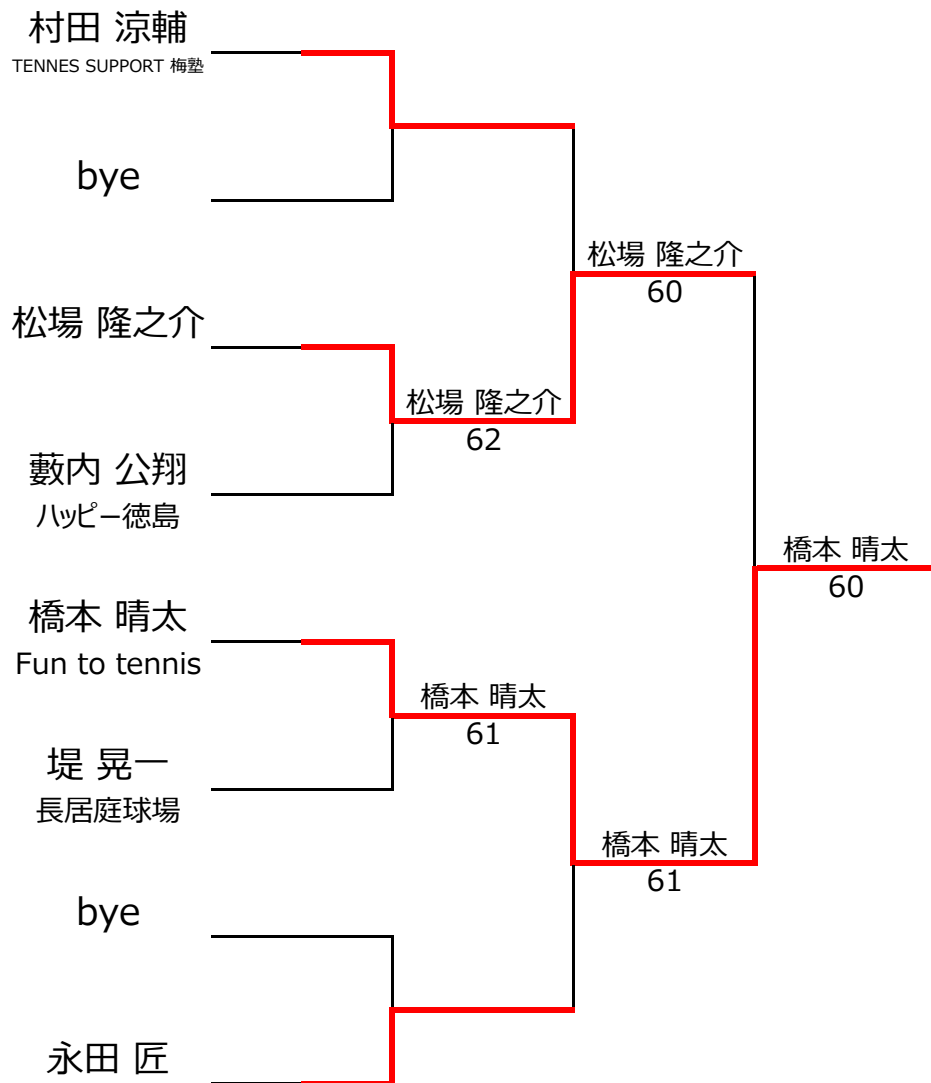 村田 涼輔
TENNES SUPPORT 梅塾
bye
松場 隆之介
60
松場 隆之介
松場 隆之介
62
藪内 公翔
ハッピー徳島
橋本 晴太
60
橋本 晴太
Fun to tennis
橋本 晴太
61
堤 晃一
長居庭球場
橋本 晴太
61
bye
永田 匠